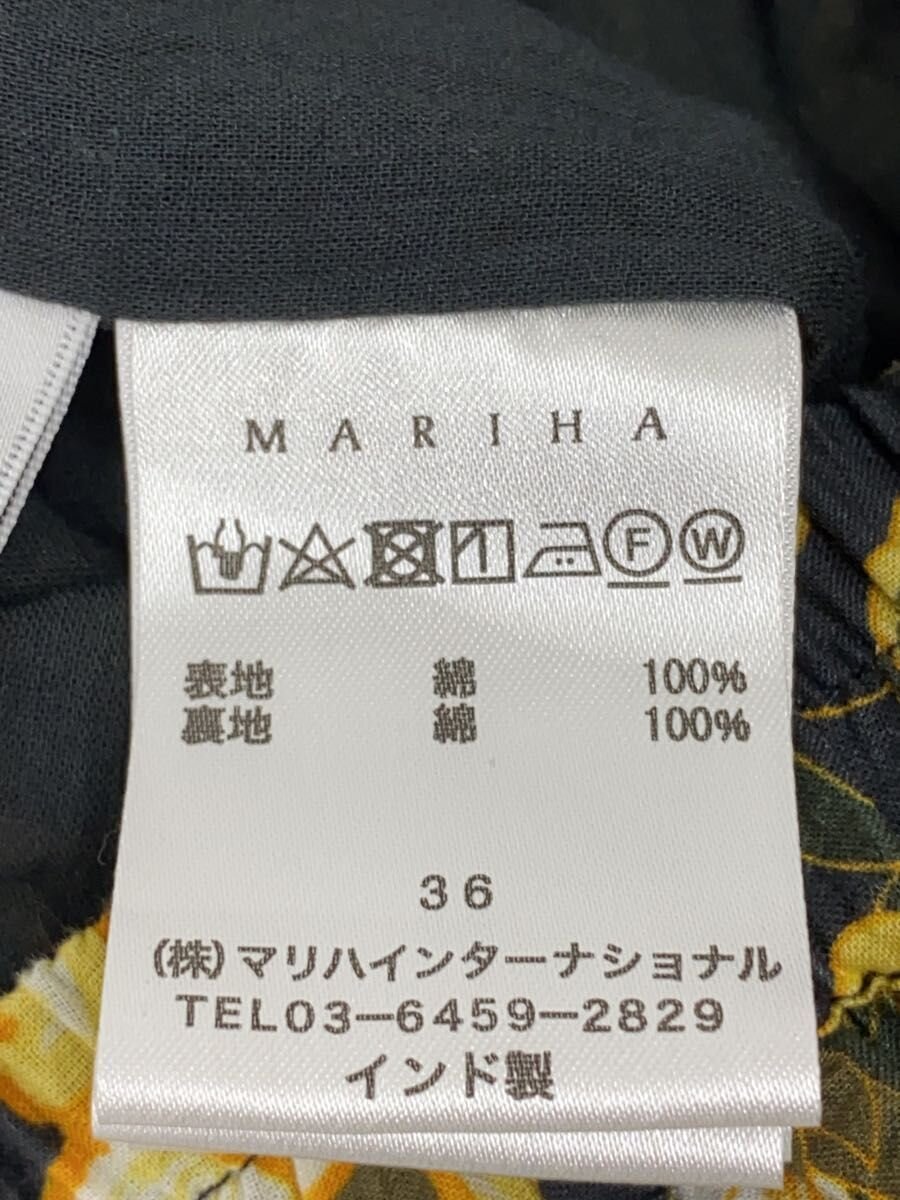 MARIHA
F W
表地 綿 100%
裏地 綿 100%
36
(株)マリハインターナショナル
TEL03-6459-2829
インド製